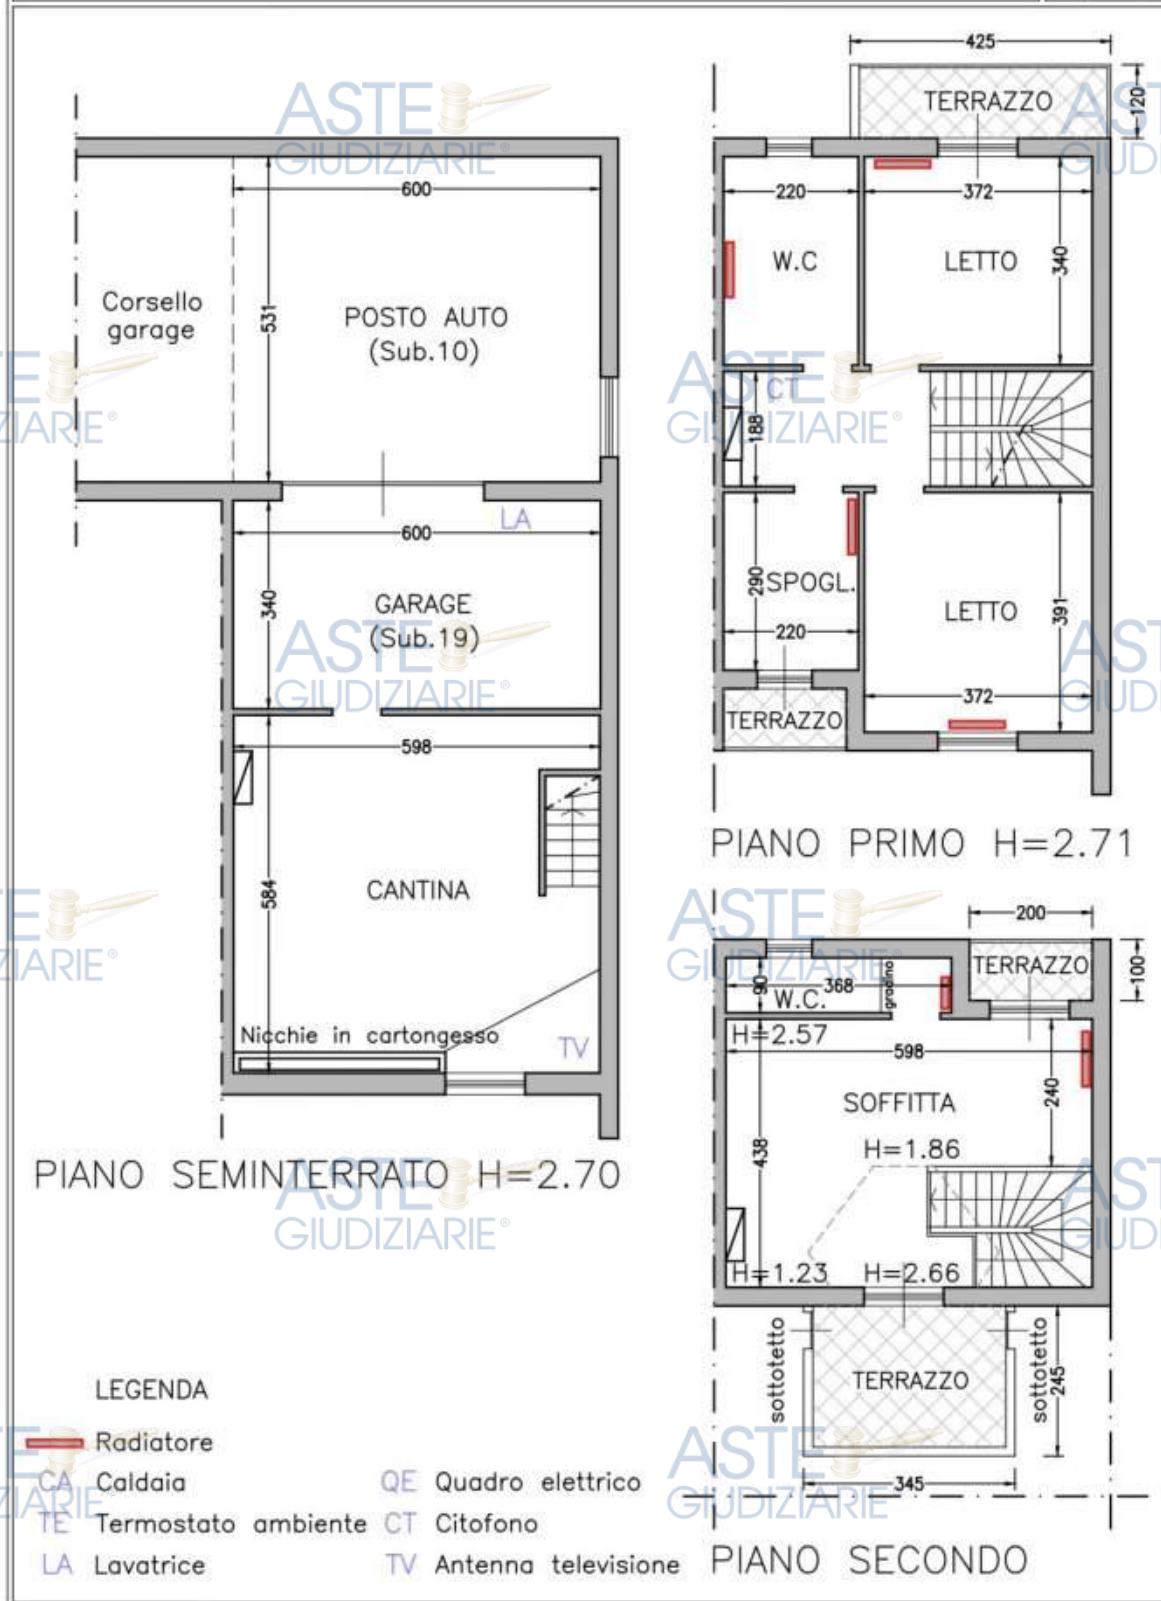 600
531
Corsello
garage
POSTO AUTO
(Sub.10)
LA
600
340
GARAGE
(Sub.19)
598
584
CANTINA
Nicchie in cartongesso
TV
PIANO SEMINTERRATO H=2.70
425
TERRAZZO
120
220
372
W.C
LETTO
340
CT
188
290
SPOGL.
LETTO
391
220
372
TERRAZZO
PIANO PRIMO H=2.71
200
TERRAZZO
100
90
368
gradino
W.C.
H=2.57
598
SOFFITTA
240
438
H=1.86
H=1.23
H=2.66
sottotetto
TERRAZZO
sottotetto
245
345
PIANO SECONDO
LEGENDA
Radiatore
CA Caldaia
QE Quadro elettrico
TE Termostato ambiente
CT Citofono
LA Lavatrice
TV Antenna televisione
ASTE
GIUDIZIARIE®